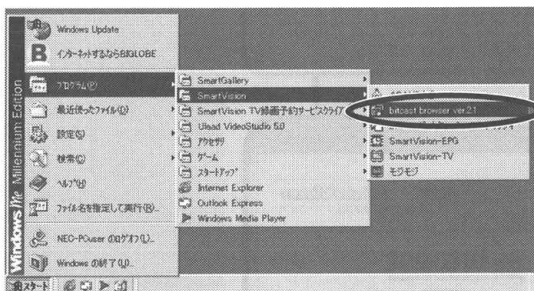 Windows Update
インターネットするならBIGLOBE
プログラム(P)
最近使ったファイル(D)
設定(S)
検索(C)
ヘルプ(H)
ファイル名を指定して実行(R)...
NEC-PCuser のログオフ(L)...
Windows の終了(U)...
Windows Me Millennium Edition
スタート
SmartGallery
SmartVision
SmartVision TV録画予約サービスクライア
Ulead VideoStudio 5.0
アクセサリ
ゲーム
スタートアップ
Internet Explorer
Outlook Express
Windows Media Player
bitcast browser ver.2.1
SmartVision-EPG
SmartVision-TV
モジモジ